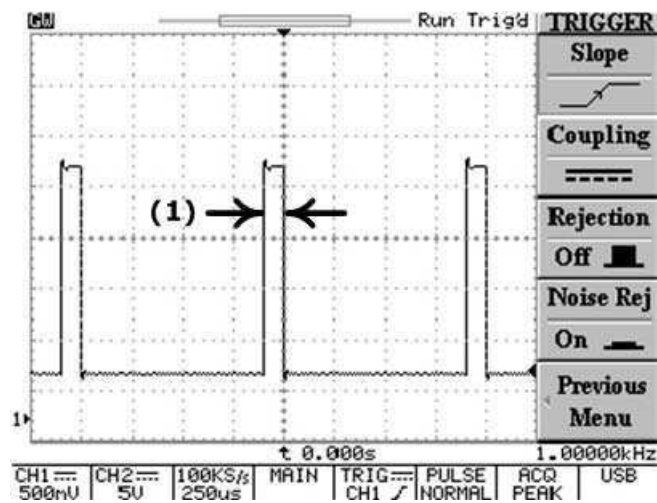 GW Run Trig'd TRIGGER
Slope
Coupling
Rejection
Off
Noise Rej
On
Previous
Menu
(1)
1
t 0.000s 1.00000kHz
CH1 CH2 100KS/s MAIN TRIG PULSE ACQ USB
500mV 5V 250us CH1 NORMAL PEAK